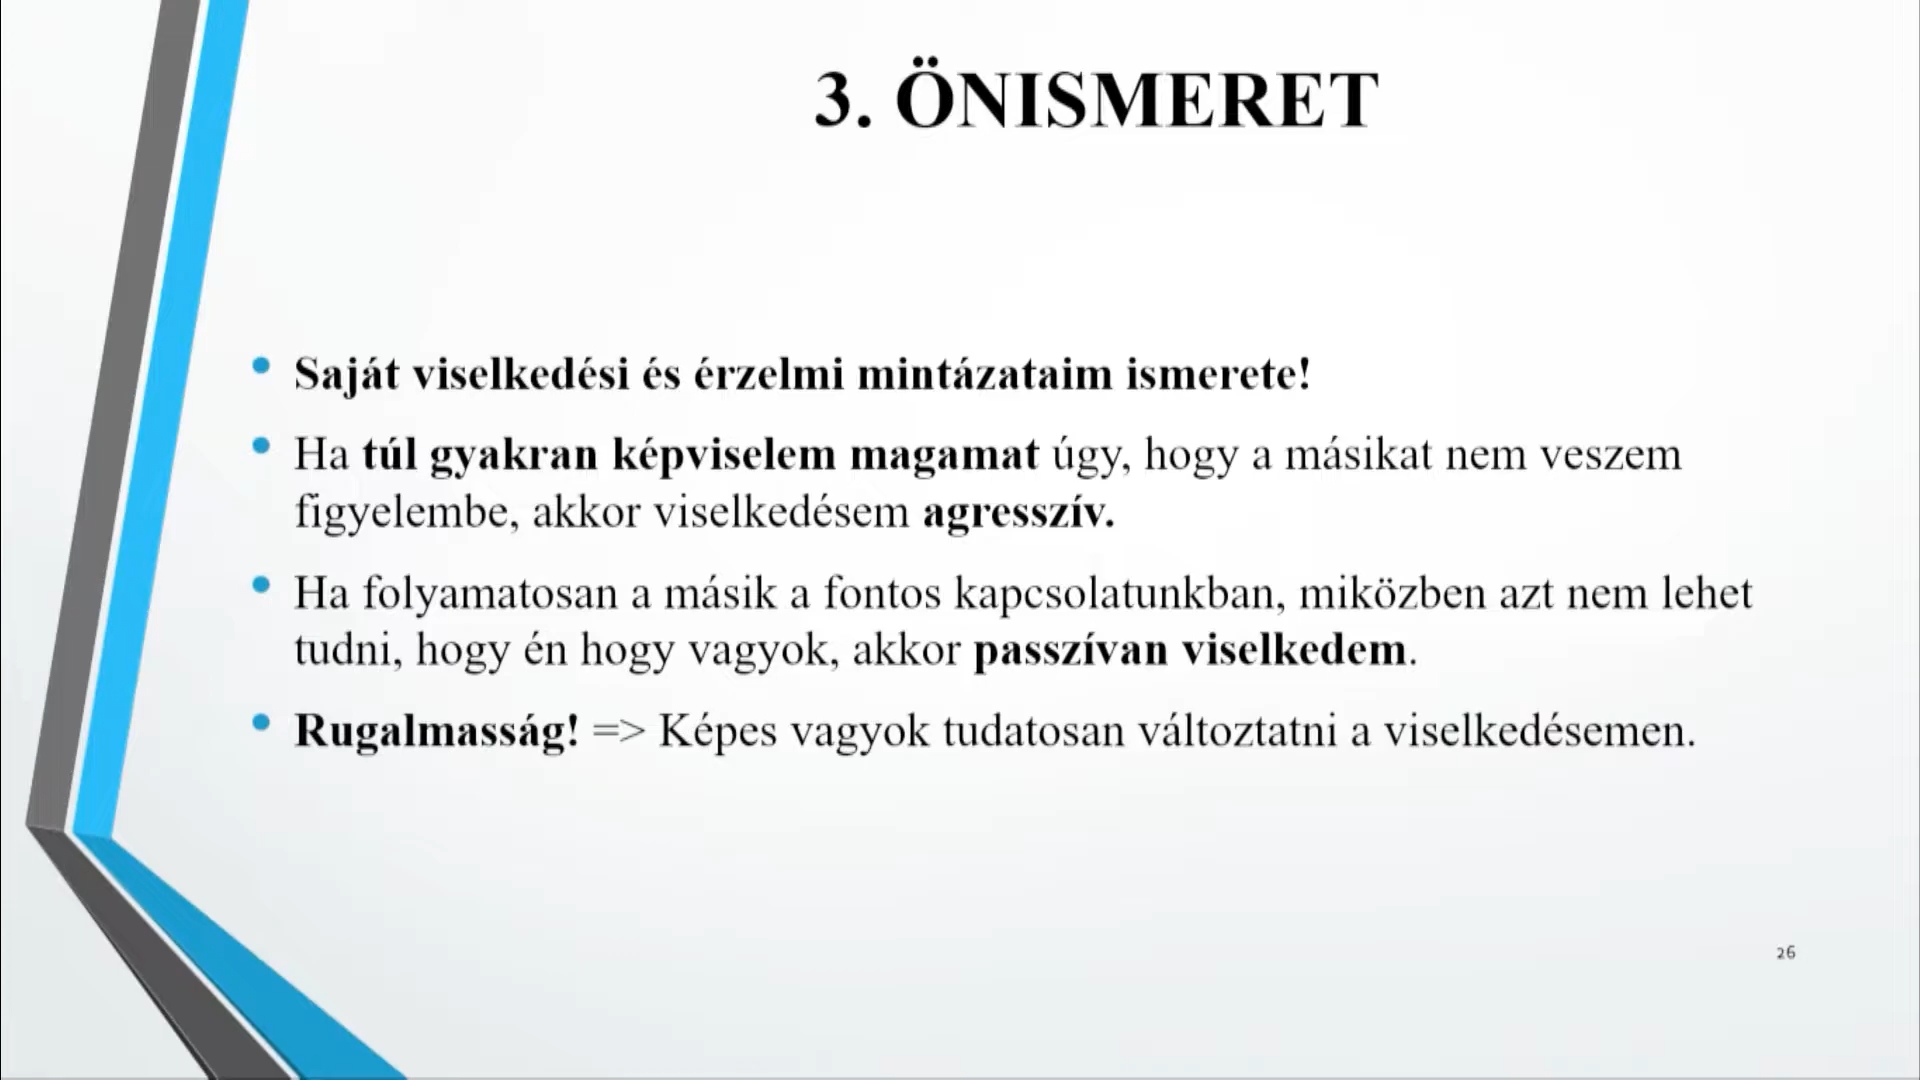 3. ÖNISMERET
• Saját viselkedési és érzelmi mintázataim ismerete!
• Ha túl gyakran képviselem magamat úgy, hogy a másikat nem veszem
figyelembe, akkor viselkedésem agresszív.
• Ha folyamatosan a másik a fontos kapcsolatunkban, miközben azt nem lehet
tudni, hogy én hogy vagyok, akkor passzívan viselkedem.
• Rugalmasság! => Képes vagyok tudatosan változtatni a viselkedésemen.
26